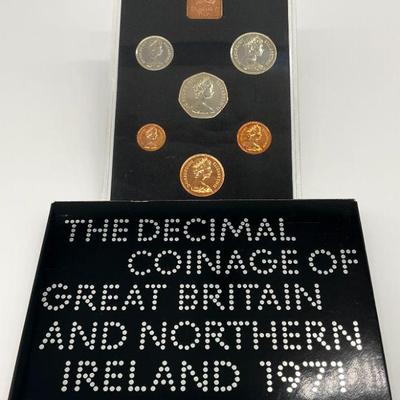 THE DECIMAL
COINAGE OF
GREAT BRITAIN
AND NORTHERN
IRELAND 1971